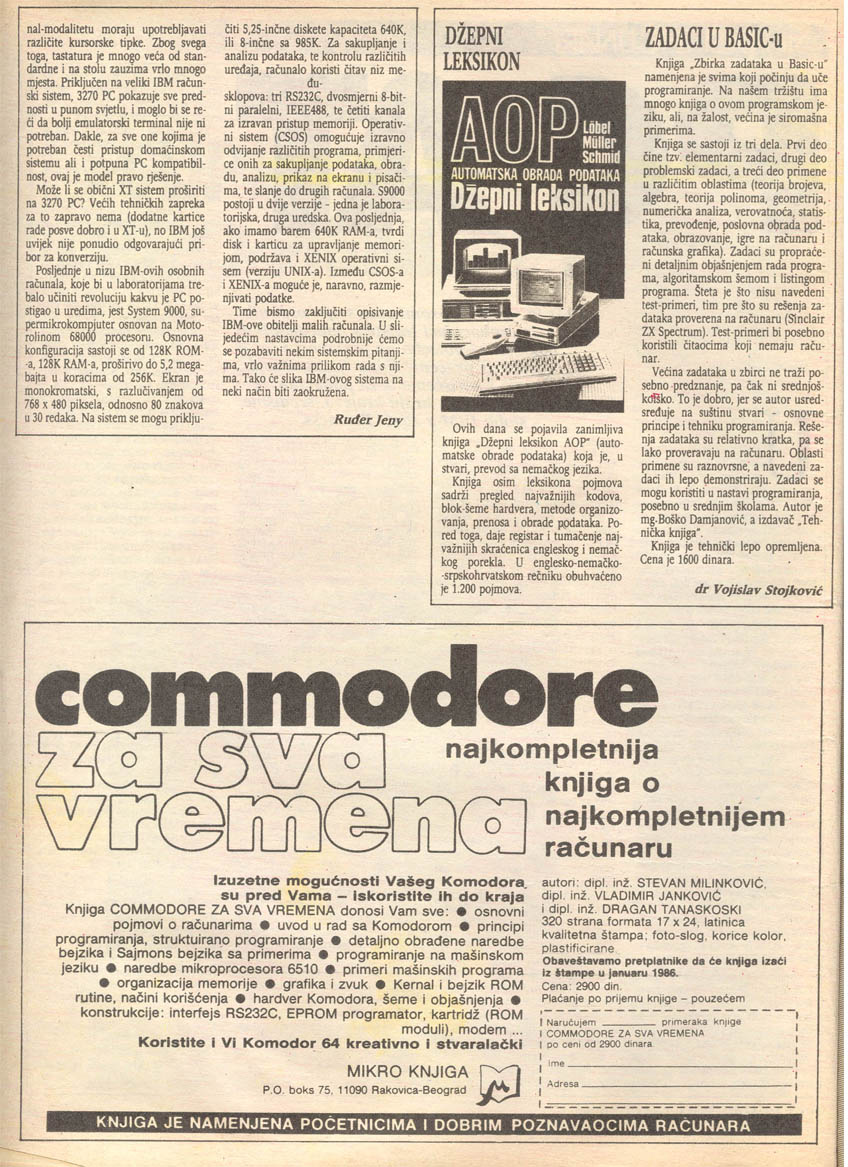 nal-modalitetu moraju upotrebljavati
različite kursorske tipke. Zbog svega
toga, tastatura je mnogo veća od stan-
dardne i na stolu zauzima vrlo mnogo
mjesta. Priključen na veliki IBM račun-
ski sistem, 3270 PC pokazuje sve pred-
nosti u punom svjetlu, i moglo bi se re-
ći da bolji emulatorski terminal nije ni
potreban. Dakle, za sve one kojima je
potreban česti pristup domaćinskom
sistemu ali i potpuna PC kompatibil-
nost, ovaj je model pravo rješenje.
Može li se obični XT sistem proširiti
na 3270 PC? Većih tehničkih zapreka
za to zapravo nema (dodatne kartice
rade posve dobro i u XT-u), no IBM još
uvijek nije ponudio odgovarajući pri-
bor za konverziju.
Posljednje u nizu IBM-ovih osobnih
računala, koje bi u laboratorijama tre-
balo učiniti revoluciju kakvu je PC po-
stigao u uredima, jest System 9000, su-
permikrokompjuter osnovan na Moto-
rolinom 68000 procesoru. Osnovna
konfiguracija sastoji se od 128K ROM-
-a, 128K RAM-a, proširivo do 5,2 mega-
bajta u koracima od 256K. Ekran je
monokromatski, s razlučivanjem od
768 x 480 piksela, odnosno 80 znakova
u 30 redaka. Na sistem se mogu priklju-
čiti 5,25-inčne diskete kapaciteta 640K,
ili 8-inčne sa 985K. Za sakupljanje i
analizu podataka, te kontrolu različitih
uređaja, računalo koristi čitav niz me-
đu-
sklopova: tri RS232C, dvosmjerni 8-bit-
ni paralelni, IEEE488, te četiri kanala
za izravan pristup memoriji. Operativ-
ni sistem (CSOS) omogućuje izravno
odvijanje različitih programa, primjer-
ice onih za sakupljanje podataka, obra-
du, analizu, prikaz na ekranu i pisači-
ma, te slanje do drugih računala. S9000
postoji u dvije verzije - jedna je labora-
torijska, druga uredska. Ova posljednja,
ako imamo barem 640K RAM-a, tvrdi
disk i karticu za upravljanje memori-
jom, podržava i XENIX operativni si-
sem (verziju UNIX-a). Između CSOS-a
i XENIX-a moguće je, naravno, razmje-
njivati podatke.
Time bismo zaključiti opisivanje
IBM-ove obitelji malih računala. U sli-
jedećim nastavcima podrobnije ćemo
se pozabaviti nekim sistemskim pitanji-
ma, vrlo važnima prilikom rada s nji-
ma. Tako će slika IBM-ovog sistema na
neki način biti zaokružena.
Ruđer Jeny
DŽEPNI
LEKSIKON
AOP
Löbel
Müller
Schmid
AUTOMATSKA OBRADA PODATAKA
Džepni leksikon
Ovih dana se pojavila zanimljiva
knjiga „Džepni leksikon AOP“ (auto-
matske obrade podataka) koja je, u
stvari, prevod sa nemačkog jezika.
Knjiga osim leksikona pojmova
sadrži pregled najvažnijih kodova,
blok-šeme hardvera, metode organizo-
vanja, prenosa i obrade podataka. Po-
red toga, daje registar i tumačenje naj-
važnijih skraćenica engleskog i nemač-
kog porekla. U englesko-nemačko-
-srpskohrvatskom rečniku obuhvaćeno
je 1.200 pojmova.
ZADACI U BASIC-u
Knjiga „Zbirka zadataka u Basic-u“
namenjena je svima koji počinju da uče
programiranje. Na našem tržištu ima
mnogo knjiga o ovom programskom je-
ziku, ali, na žalost, većina je siromašna
primerima.
Knjiga se sastoji iz tri dela. Prvi deo
čine tzv. elementarni zadaci, drugi deo
problemski zadaci, a treći deo primene
u različitim oblastima (teorija brojeva,
algebra, teorija polinoma, geometrija,
numerička analiza, verovatnoća, statis-
tika, prevođenje, poslovna obrada pod-
ataka, obrazovanje, igre na računaru i
računska grafika). Zadaci su propraće-
ni detaljnim objašnjenjem rada progra-
ma, algoritamskom šemom i listingom
programa. Šteta je što nisu navedeni
test-primeri, tim pre što su rešenja za-
dataka proverena na računaru (Sinclair
ZX Spectrum). Test-primeri bi posebno
koristili čitaocima koji nemaju raču-
nar.
Većina zadataka u zbirci ne traži po-
sebno predznanje, pa čak ni srednjoš-
kolsko. To je dobro, jer se autor usred-
sređuje na suštinu stvari - osnovne
principe i tehniku programiranja. Reše-
nja zadataka su relativno kratka, pa se
lako proveravaju na računaru. Oblasti
primene su raznovrsne, a navedeni za-
daci ih lepo demonstriraju. Zadaci se
mogu koristiti u nastavi programiranja,
posebno u srednjim školama. Autor je
mg-Boško Damjanović, a izdavač „Teh-
nička knjiga“.
Knjiga je tehnički lepo opremljena.
Cena je 1600 dinara.
dr Vojislav Stojković
commodore
za sva
vremena
najkompletnija
knjiga o
najkompletnijem
računaru
Izuzetne mogućnosti Vašeg Komodora
su pred Vama – iskoristite ih do kraja
Knjiga COMMODORE ZA SVA VREMENA donosi Vam sve: ● osnovni
pojmovi o računarima ● uvod u rad sa Komodorom ● principi
programiranja, struktuirano programiranje ● detaljno obrađene naredbe
bejzika i Sajmons bejzika sa primerima ● programiranje na mašinskom
jeziku ● naredbe mikroprocesora 6510 ● primeri mašinskih programa
● organizacija memorije ● grafika i zvuk ● Kernal i bejzik ROM
rutine, načini korišćenja ● hardver Komodora, šeme i objašnjenja ●
konstrukcije: interfejs RS232C, EPROM programator, kartridž (ROM
moduli), modem ...
Koristite i Vi Komodor 64 kreativno i stvaralački
MIKRO KNJIGA
P.O. boks 75, 11090 Rakovica-Beograd
autori: dipl. inž. STEVAN MILINKOVIĆ,
dipl. inž. VLADIMIR JANKOVIĆ
i dipl. inž. DRAGAN TANASKOSKI
320 strana formata 17 x 24, latinica
kvalitetna štampa; foto-slog, korice kolor,
plastificirane.
Obaveštavamo pretplatnike da će knjiga izaći
iz štampe u januaru 1986.
Cena: 2900 din.
Plaćanje po prijemu knjige – pouzećem
Naručujem ________ primeraka knjige
COMMODORE ZA SVA VREMENA
po ceni od 2900 dinara.
Ime
Adresa
KNJIGA JE NAMENJENA POČETNICIMA I DOBRIM POZNAVAOCIMA RAČUNARA